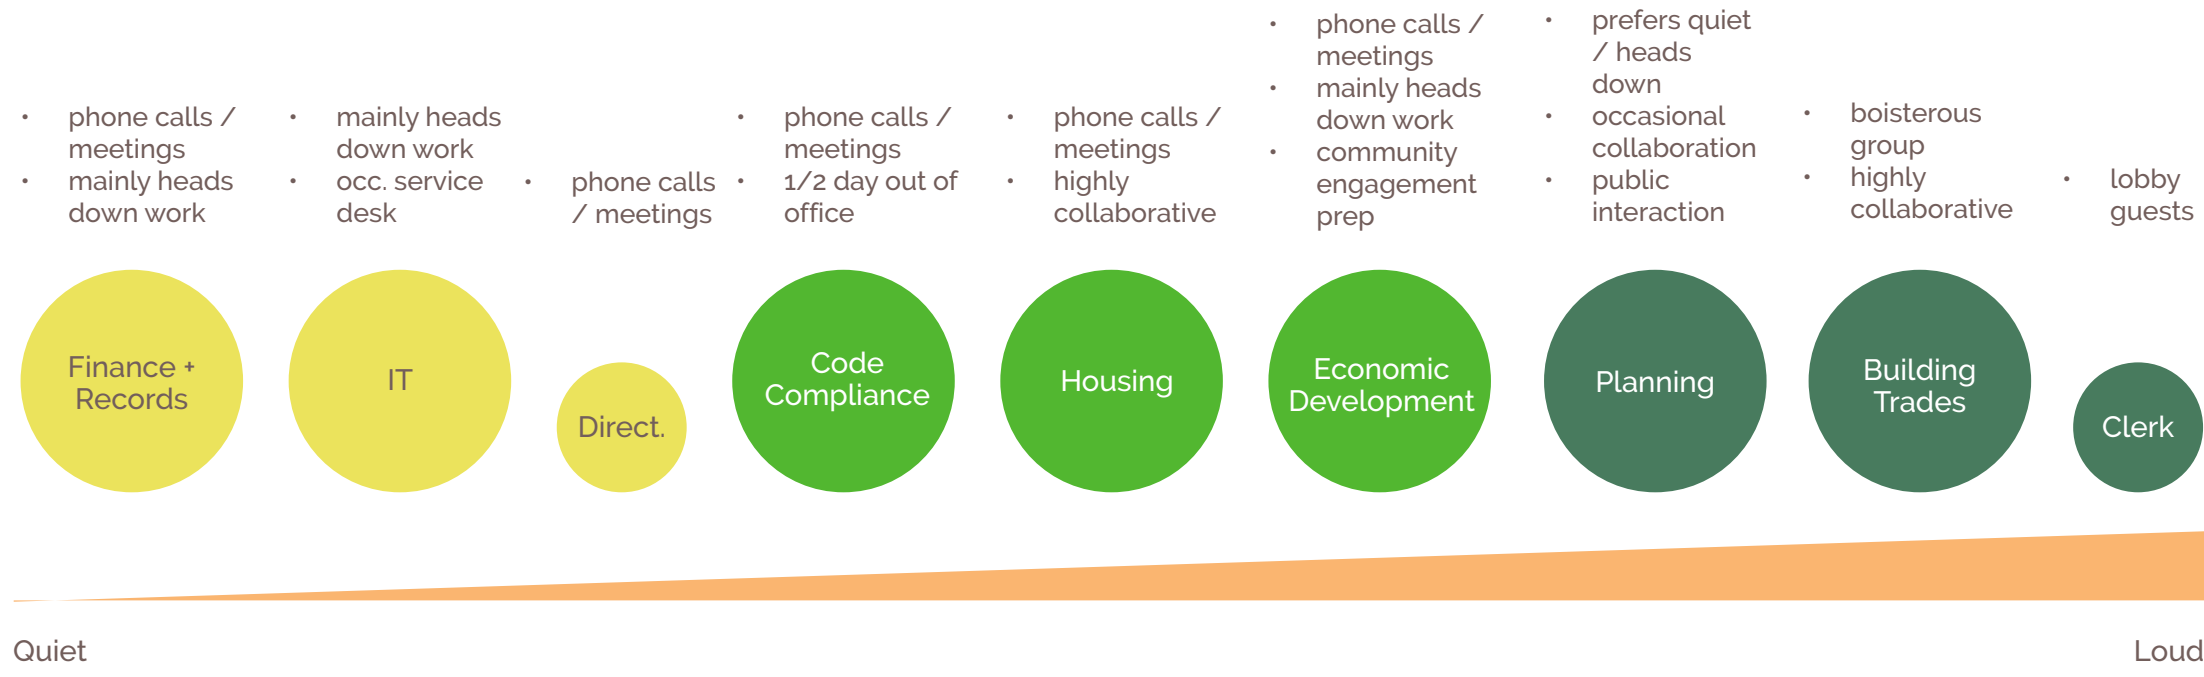 • phone calls /
meetings
• mainly heads
down work
• mainly heads
down work
• occ. service
desk
• phone calls
/ meetings
• phone calls /
meetings
• 1/2 day out of
office
• phone calls /
meetings
• highly
collaborative
• phone calls /
meetings
• mainly heads
down work
• community
engagement
prep
• prefers quiet
/ heads
down
• occasional
collaboration
• public
interaction
• boisterous
group
• highly
collaborative
• lobby
guests
Finance +
Records
IT
Direct.
Code
Compliance
Housing
Economic
Development
Planning
Building
Trades
Clerk
Quiet
Loud